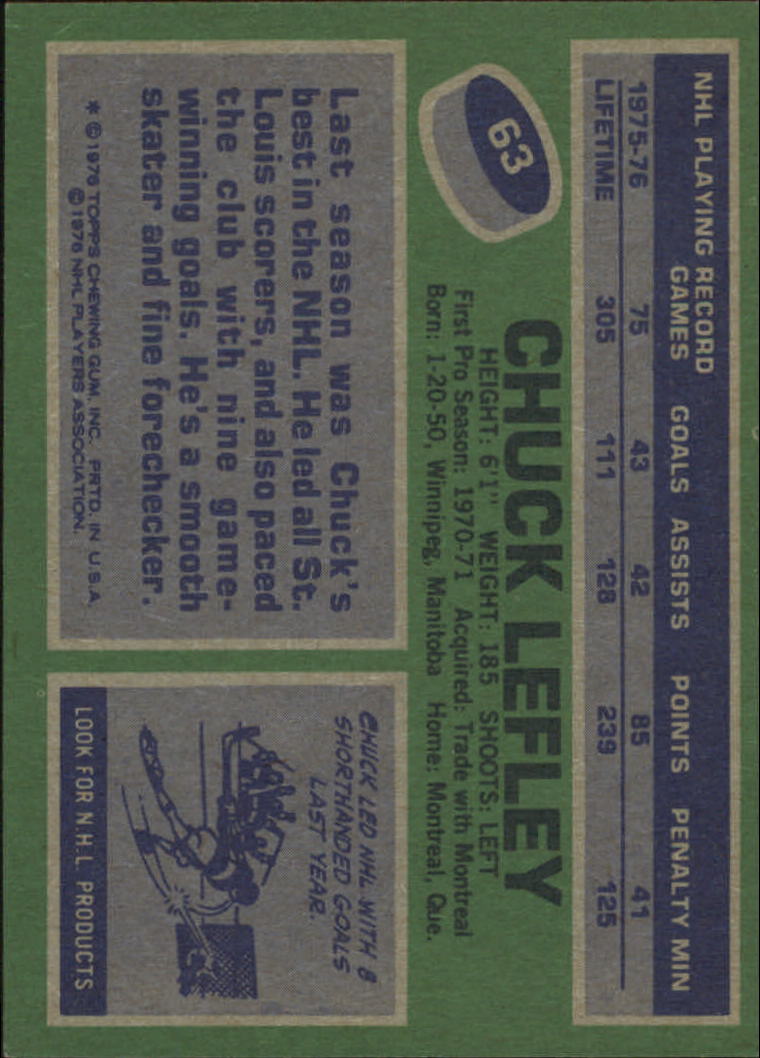 NHL PLAYING RECORD
GAMES GOALS ASSISTS POINTS PENALTY MIN
1975-76 75 43 42 85 41
LIFETIME 305 111 128 239 125
63
CHUCK LEFLEY
HEIGHT: 6'1" WEIGHT: 185 SHOOTS: LEFT
First Pro Season: 1970-71 Acquired: Trade with Montreal
Born: 1-20-50, Winnipeg, Manitoba Home: Montreal, Que.
Last season was Chuck's
best in the NHL. He led all St.
Louis scorers, and also paced
the club with nine game-
winning goals. He's a smooth
skater and fine forechecker.
* © 1976 TOPPS CHEWING GUM, INC. PRTD. IN U.S.A.
© 1976 NHL PLAYERS ASSOCIATION.
CHUCK LED NHL WITH 8
SHORTHANDED GOALS
LAST YEAR.
LOOK FOR N.H.L. PRODUCTS